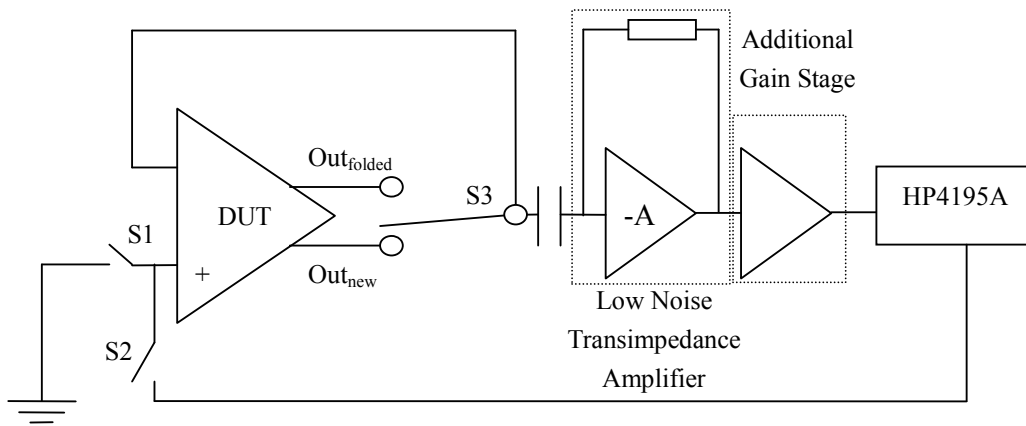 Additional
Gain Stage
Out_folded
S3
DUT
-A
HP4195A
S1
+
Out_new
S2
Low Noise
Transimpedance
Amplifier